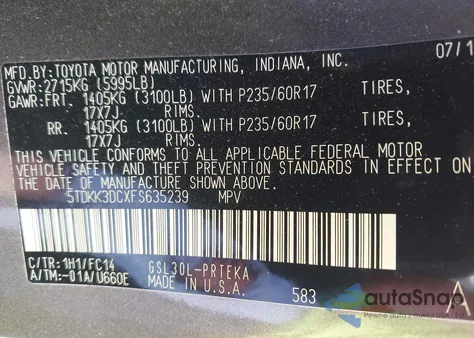 MFD.BY:TOYOTA MOTOR MANUFACTURING, INDIANA, INC. 07/1
GVWR:2715KG (5995LB)
GAWR:FRT. 1405KG (3100LB) WITH P235/60R17 TIRES,
17X7J RIMS.
RR. 1405KG (3100LB) WITH P235/60R17 TIRES,
17X7J RIMS.
THIS VEHICLE CONFORMS TO ALL APPLICABLE FEDERAL MOTOR
VEHICLE SAFETY AND THEFT PREVENTION STANDARDS IN EFFECT ON
THE DATE OF MANUFACTURE SHOWN ABOVE.
5TDKK3DCXFS635239 MPV
C/TR:1H1/FC14 GSL30L-PRTEKA
A/TM:-01A/U660E MADE IN U.S.A. 583 A
autoSnap